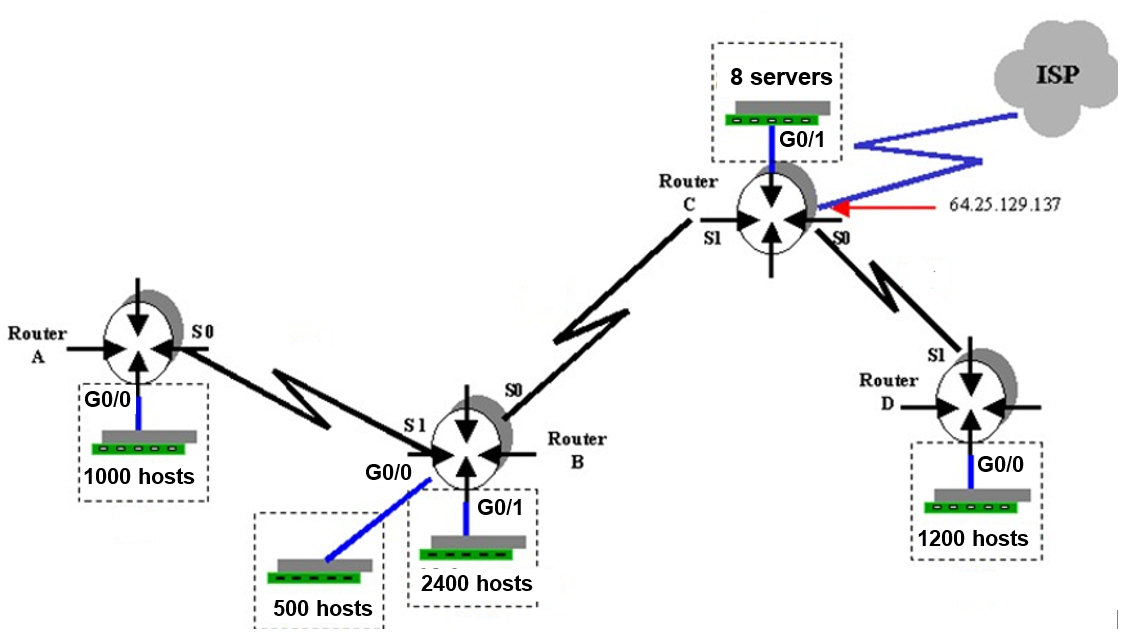 ISP
8 servers
G0/1
Router
C
S1
S0
64.25.129.137
Router
A
S0
G0/0
1000 hosts
S0
S1
Router
B
G0/0
G0/1
2400 hosts
500 hosts
S1
Router
D
G0/0
1200 hosts